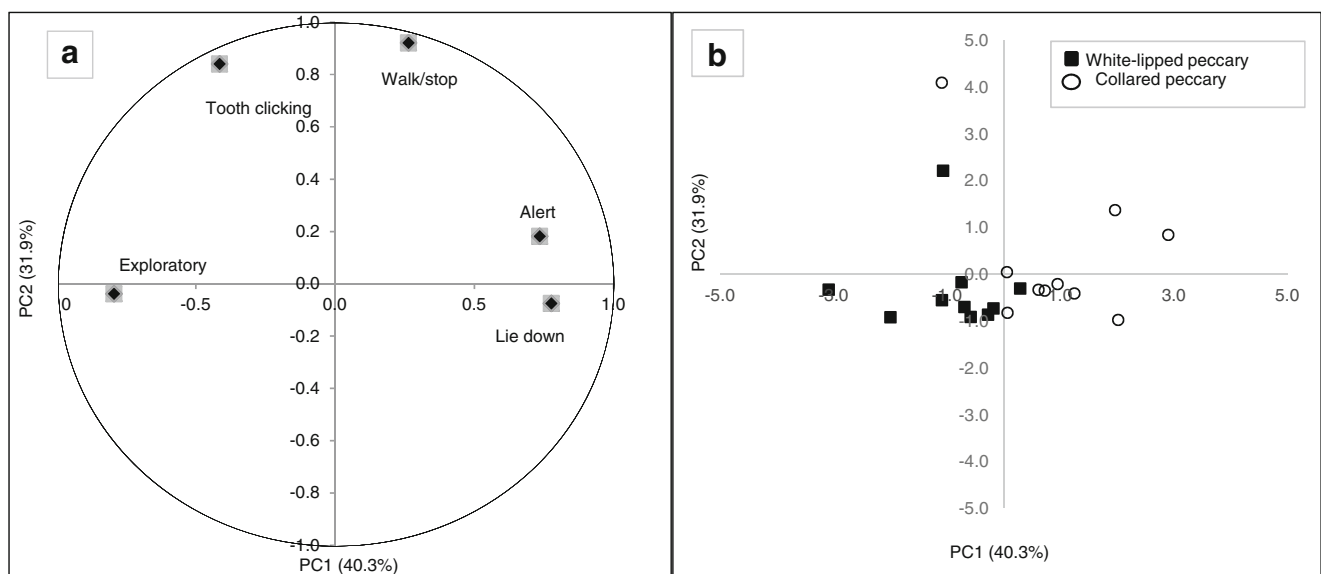 a
1.0
0.8
Walk/stop
Tooth clicking
0.6
0.4
Alert
0.2
Exploratory
0.0
0 -0.5 0.0 0.5 1.0
Lie down
-0.2
-0.4
-0.6
-0.8
-1.0
PC2 (31.9%)
PC1 (40.3%)
b
5.0
White-lipped peccary
Collared peccary
4.0
3.0
2.0
1.0
0.0
-5.0 -3.0 -1.0 1.0 3.0 5.0
-1.0
-2.0
-3.0
-4.0
-5.0
PC2 (31.9%)
PC1 (40.3%)